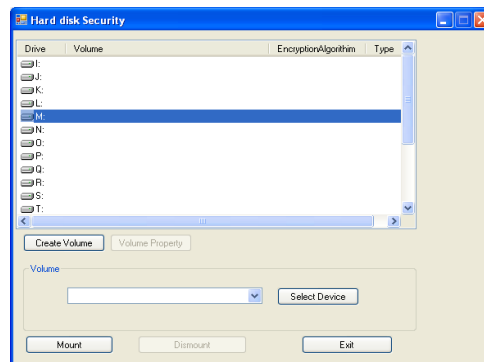 Hard disk Security
Drive Volume EncryptionAlgorithim Type
I:
J:
K:
L:
M:
N:
O:
P:
Q:
R:
S:
T:
Create Volume Volume Property
Volume
Select Device
Mount Dismount Exit